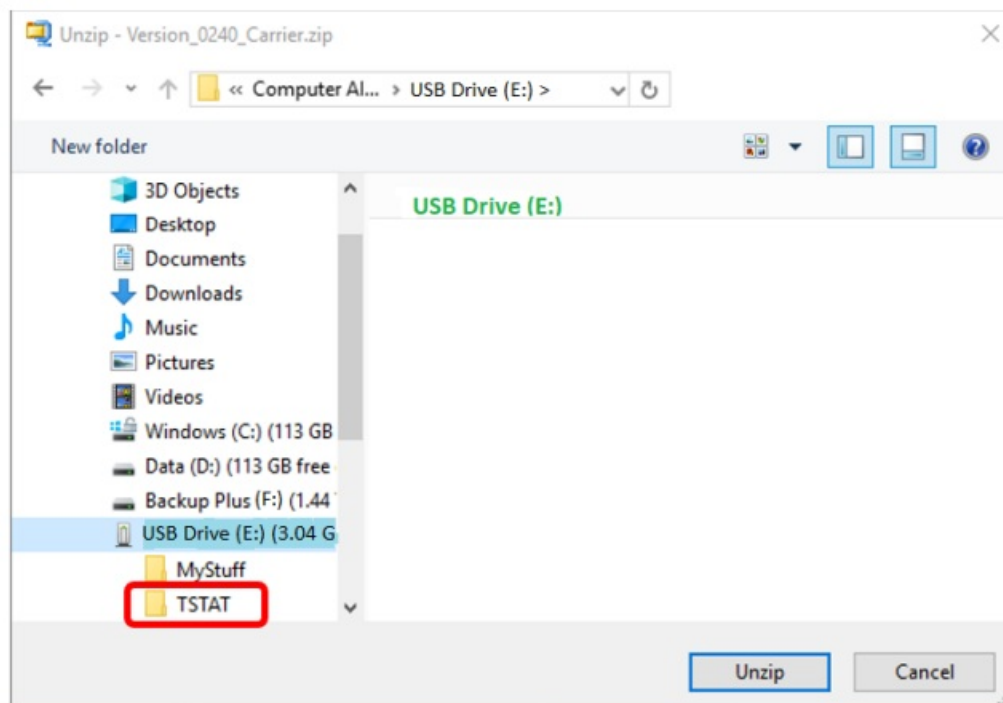 Unzip - Version_0240_Carrier.zip
« Computer Al... > USB Drive (E:) >
New folder
3D Objects
USB Drive (E:)
Desktop
Documents
Downloads
Music
Pictures
Videos
Windows (C:) (113 GB
Data (D:) (113 GB free
Backup Plus (F:) (1.44
USB Drive (E:) (3.04 G
MyStuff
TSTAT
Unzip Cancel